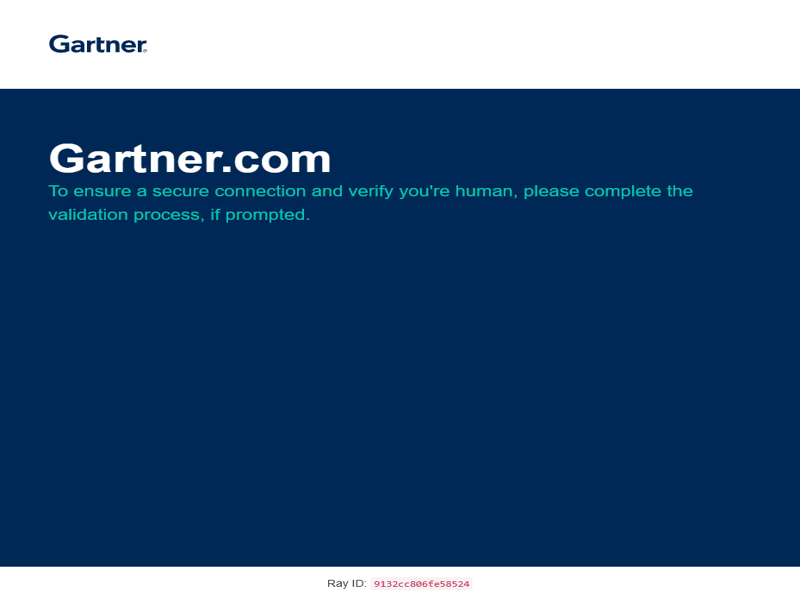 Gartner®
Gartner.com
To ensure a secure connection and verify you're human, please complete the
validation process, if prompted.
Ray ID: 9132cc806fe58524